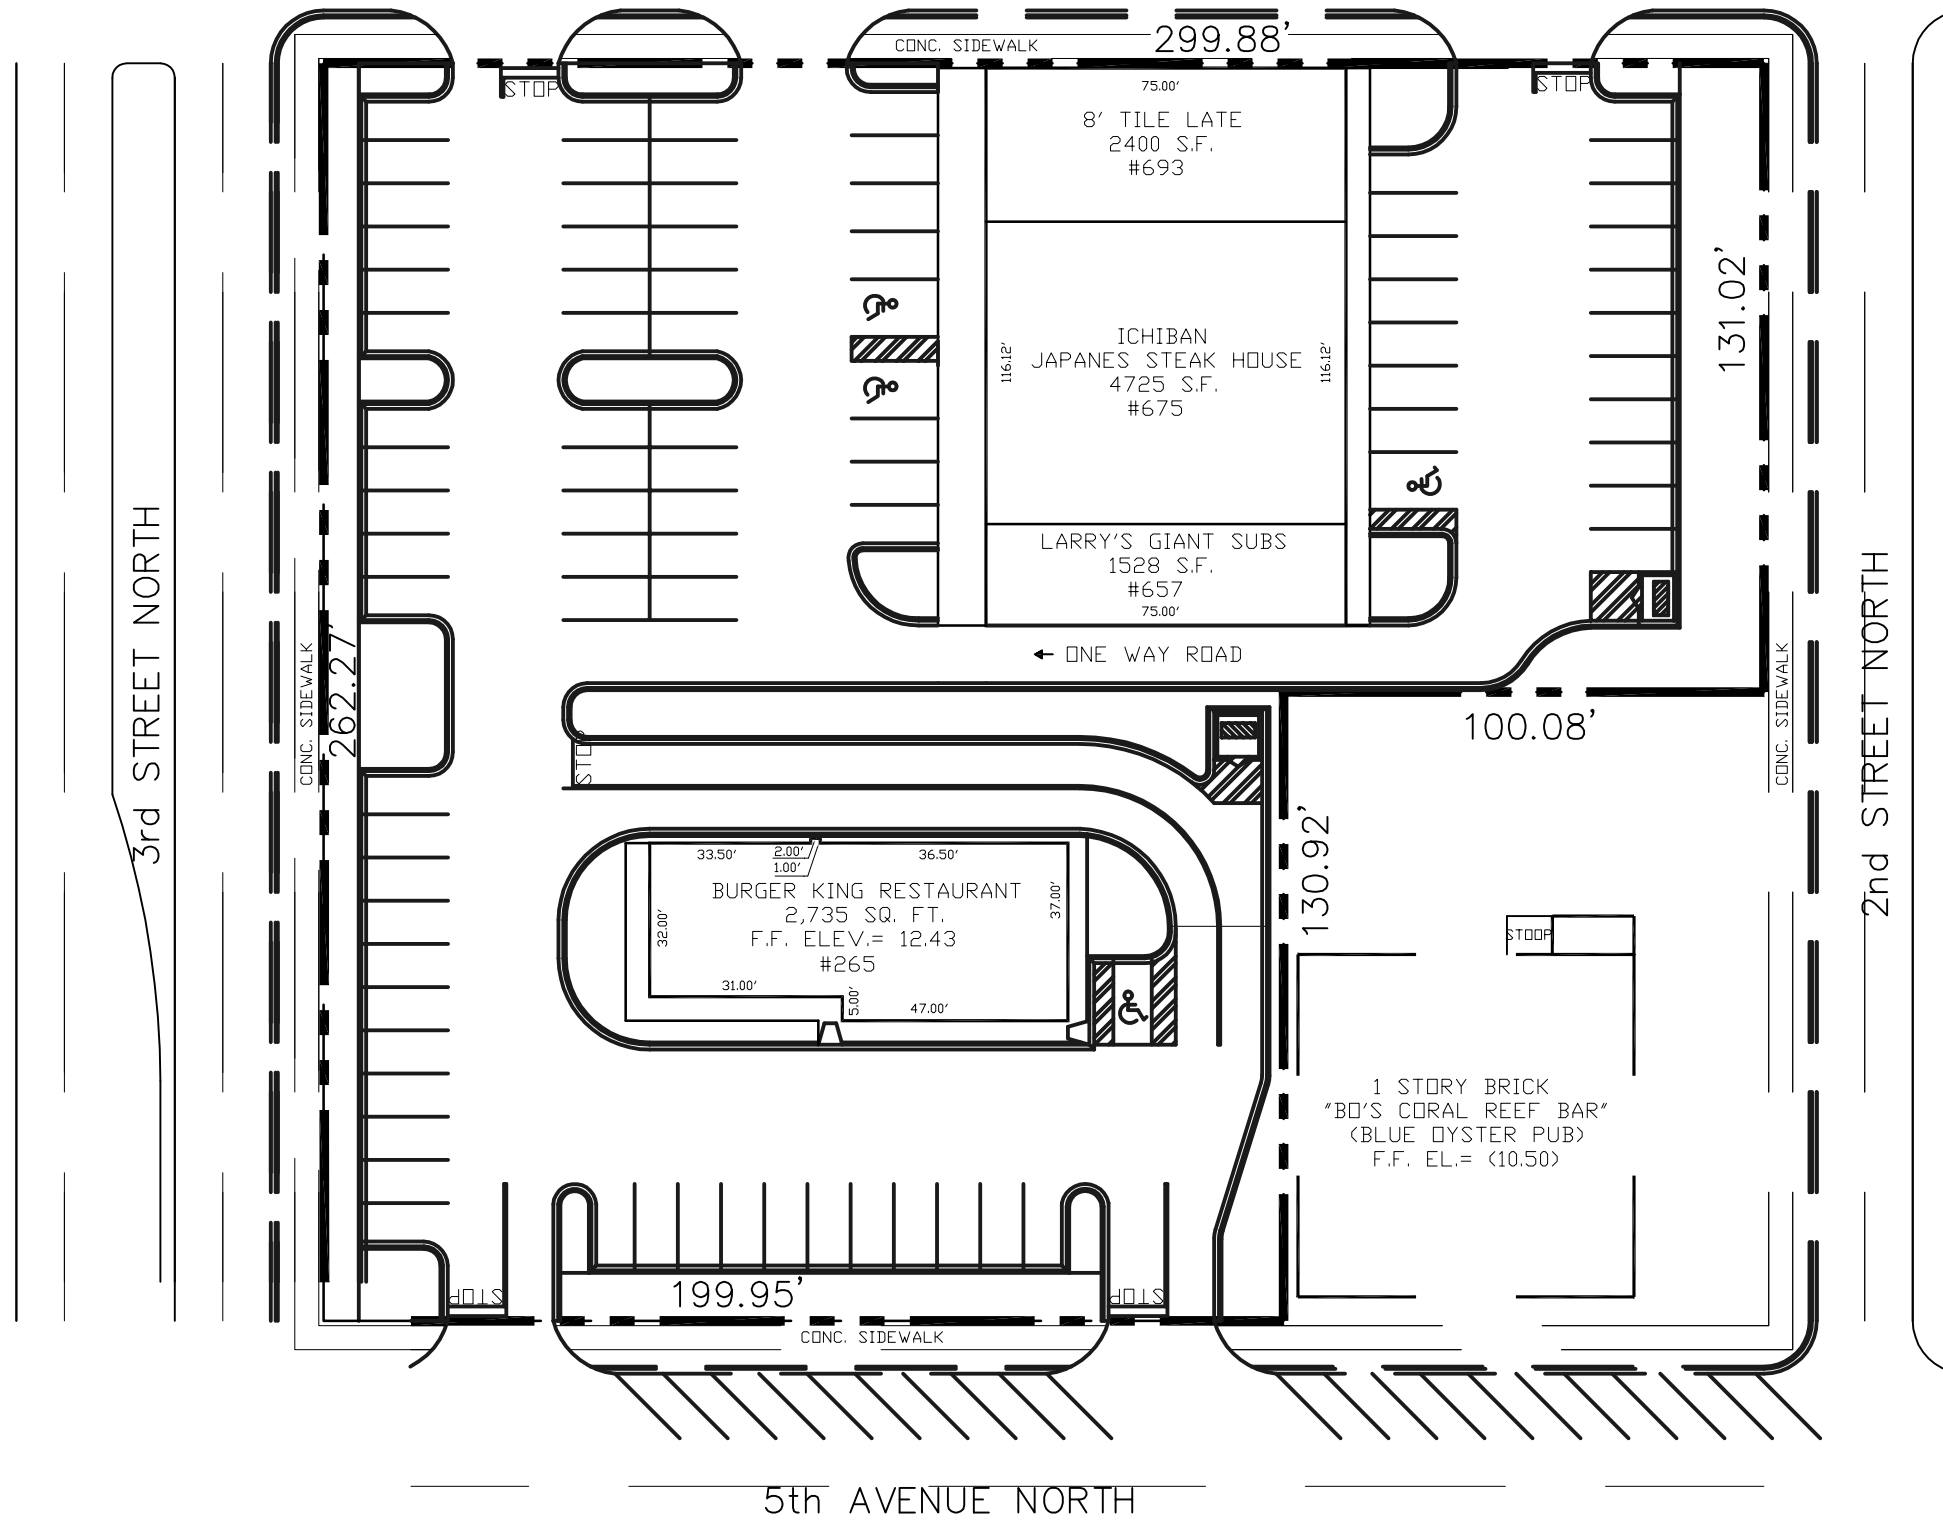 CONC. SIDEWALK
299.88'
STOP
STOP
75.00'
8' TILE LATE
2400 S.F.
#693
131.02'
ICHIBAN
JAPANES STEAK HOUSE
4725 S.F.
#675
116.12'
116.12'
LARRY'S GIANT SUBS
1528 S.F.
#657
75.00'
← ONE WAY ROAD
3rd STREET NORTH
CONC. SIDEWALK
262.27'
STOP
100.08'
CONC. SIDEWALK
2nd STREET NORTH
130.92'
33.50'
2.00'
1.00'
36.50'
BURGER KING RESTAURANT
2,735 SQ. FT.
F.F. ELEV.= 12.43
#265
32.00'
37.00'
31.00'
5.00'
47.00'
STOOP
1 STORY BRICK
"BO'S CORAL REEF BAR"
(BLUE OYSTER PUB)
F.F. EL.= (10.50)
STOP
199.95'
STOP
CONC. SIDEWALK
5th AVENUE NORTH